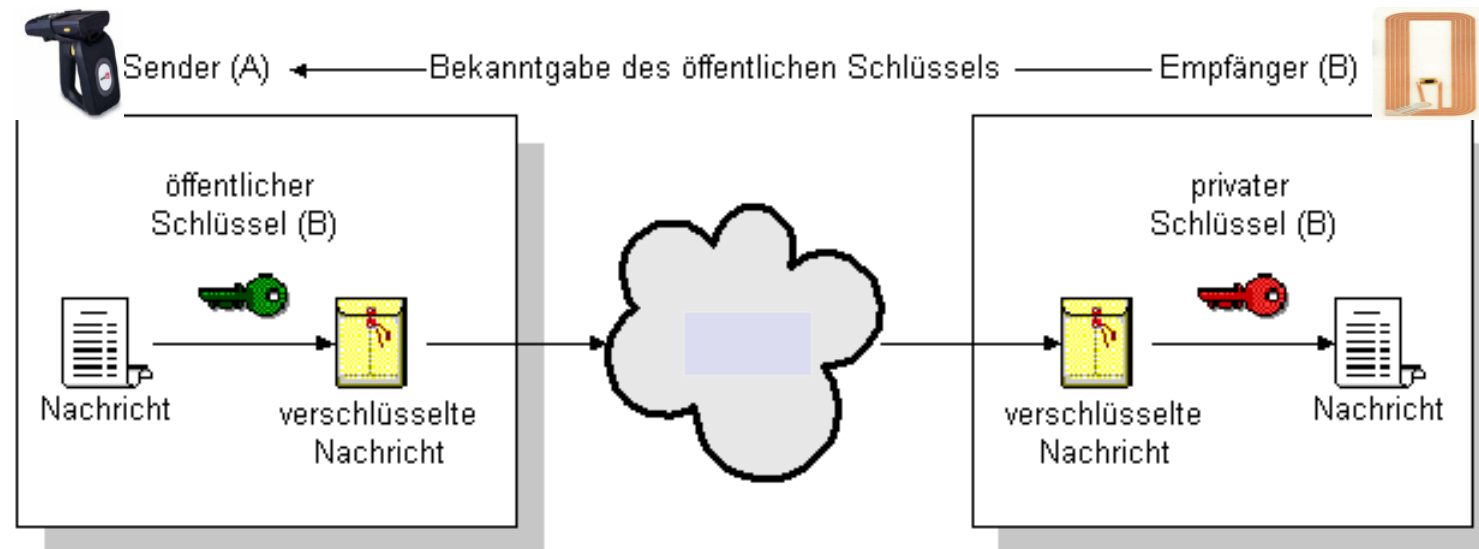 Sender (A)
Bekanntgabe des öffentlichen Schlüssels
Empfänger (B)
öffentlicher
Schlüssel (B)
Nachricht
verschlüsselte
Nachricht
privater
Schlüssel (B)
verschlüsselte
Nachricht
Nachricht